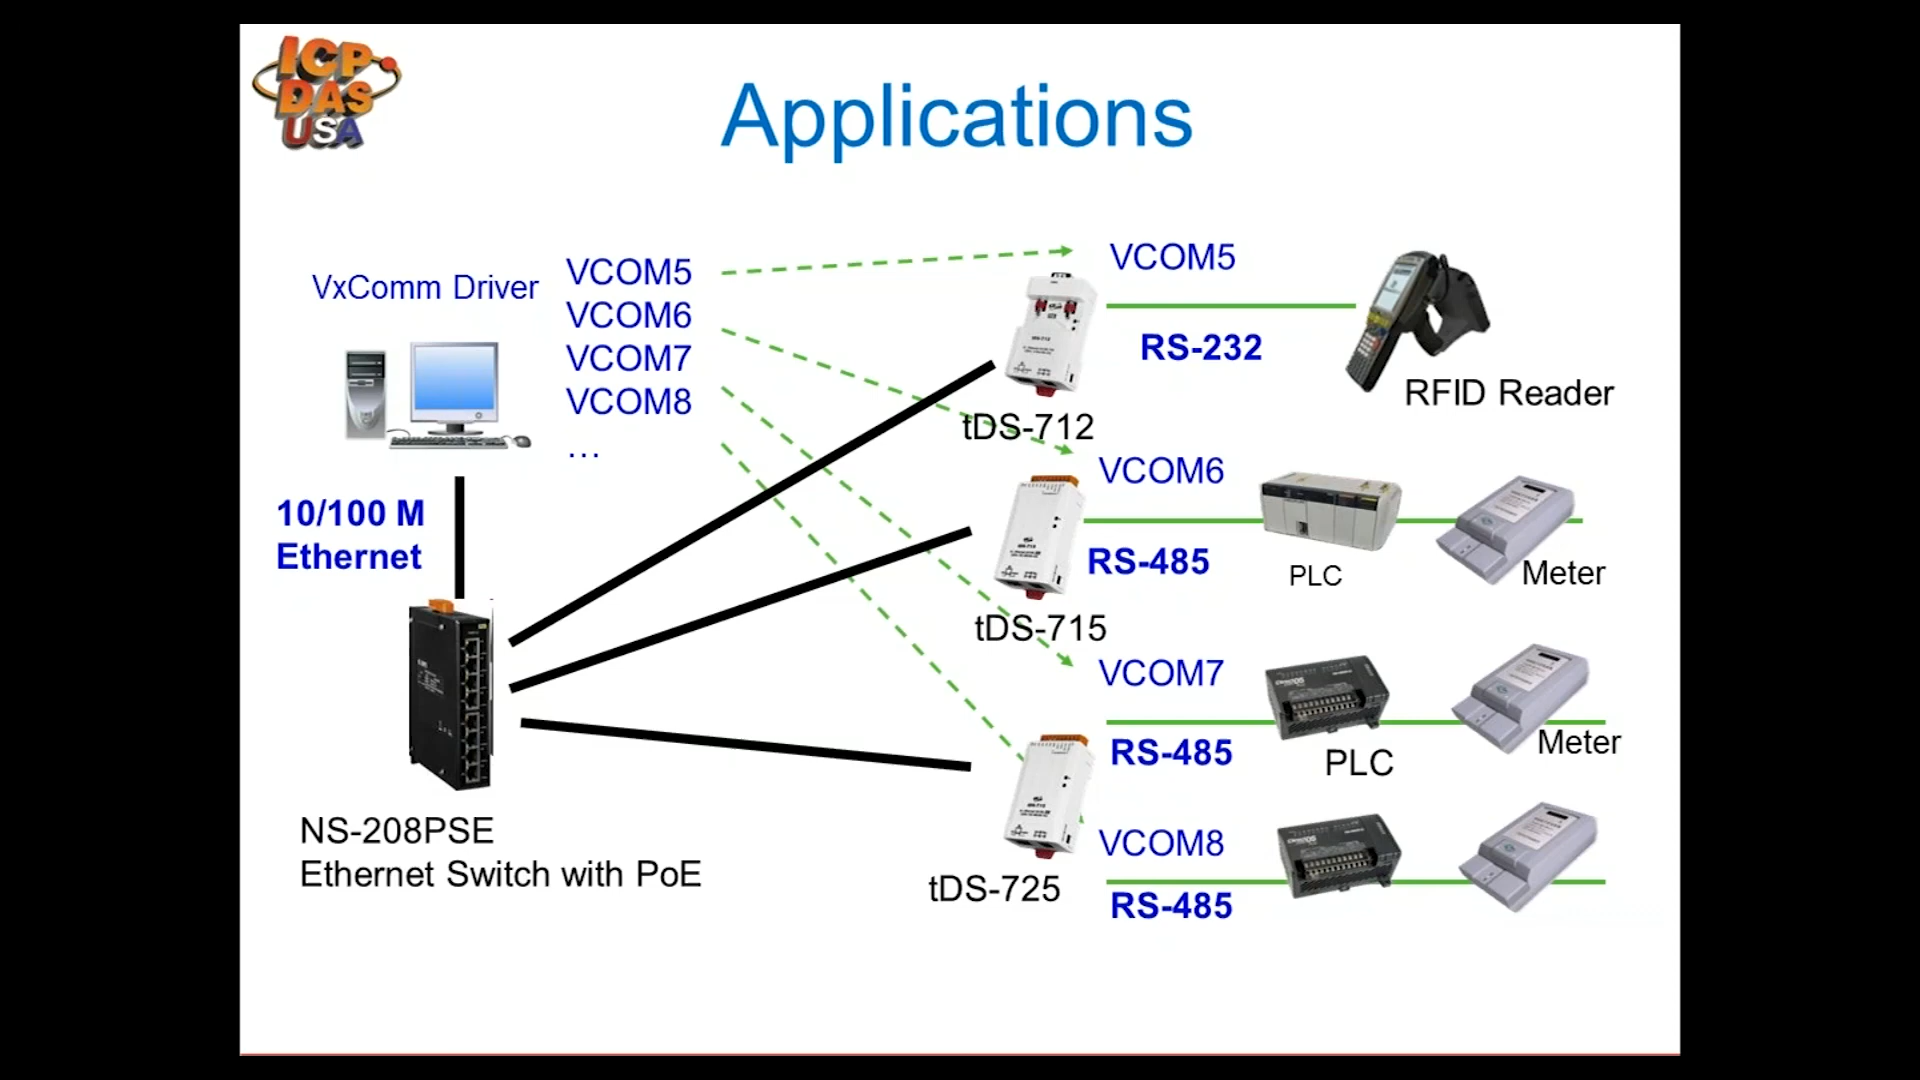 ICP
DAS
USA
Applications
VxComm Driver
VCOM5
VCOM6
VCOM7
VCOM8
...
10/100 M
Ethernet
NS-208PSE
Ethernet Switch with PoE
VCOM5
RS-232
RFID Reader
tDS-712
VCOM6
RS-485
PLC
Meter
tDS-715
VCOM7
RS-485
PLC
Meter
VCOM8
tDS-725
RS-485